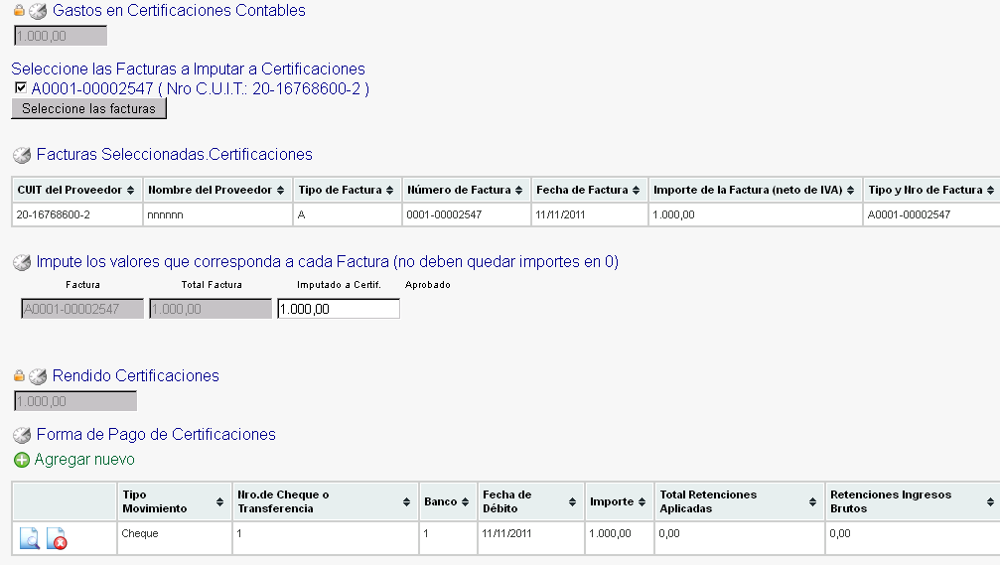 Gastos en Certificaciones Contables
1.000,00
Seleccione las Facturas a Imputar a Certificaciones
A0001-00002547 ( Nro C.U.I.T.: 20-16768600-2 )
Seleccione las facturas
Facturas Seleccionadas.Certificaciones
CUIT del Proveedor Nombre del Proveedor Tipo de Factura Número de Factura Fecha de Factura Importe de la Factura (neto de IVA) Tipo y Nro de Factura
20-16768600-2 nnnnnn A 0001-00002547 11/11/2011 1.000,00 A0001-00002547
Impute los valores que corresponda a cada Factura (no deben quedar importes en 0)
Factura Total Factura Imputado a Certif. Aprobado
A0001-00002547 1.000,00 1.000,00
Rendido Certificaciones
1.000,00
Forma de Pago de Certificaciones
Agregar nuevo
Tipo Movimiento Nro.de Cheque o Transferencia Banco Fecha de Débito Importe Total Retenciones Aplicadas Retenciones Ingresos Brutos
Cheque 1 1 11/11/2011 1.000,00 0,00 0,00